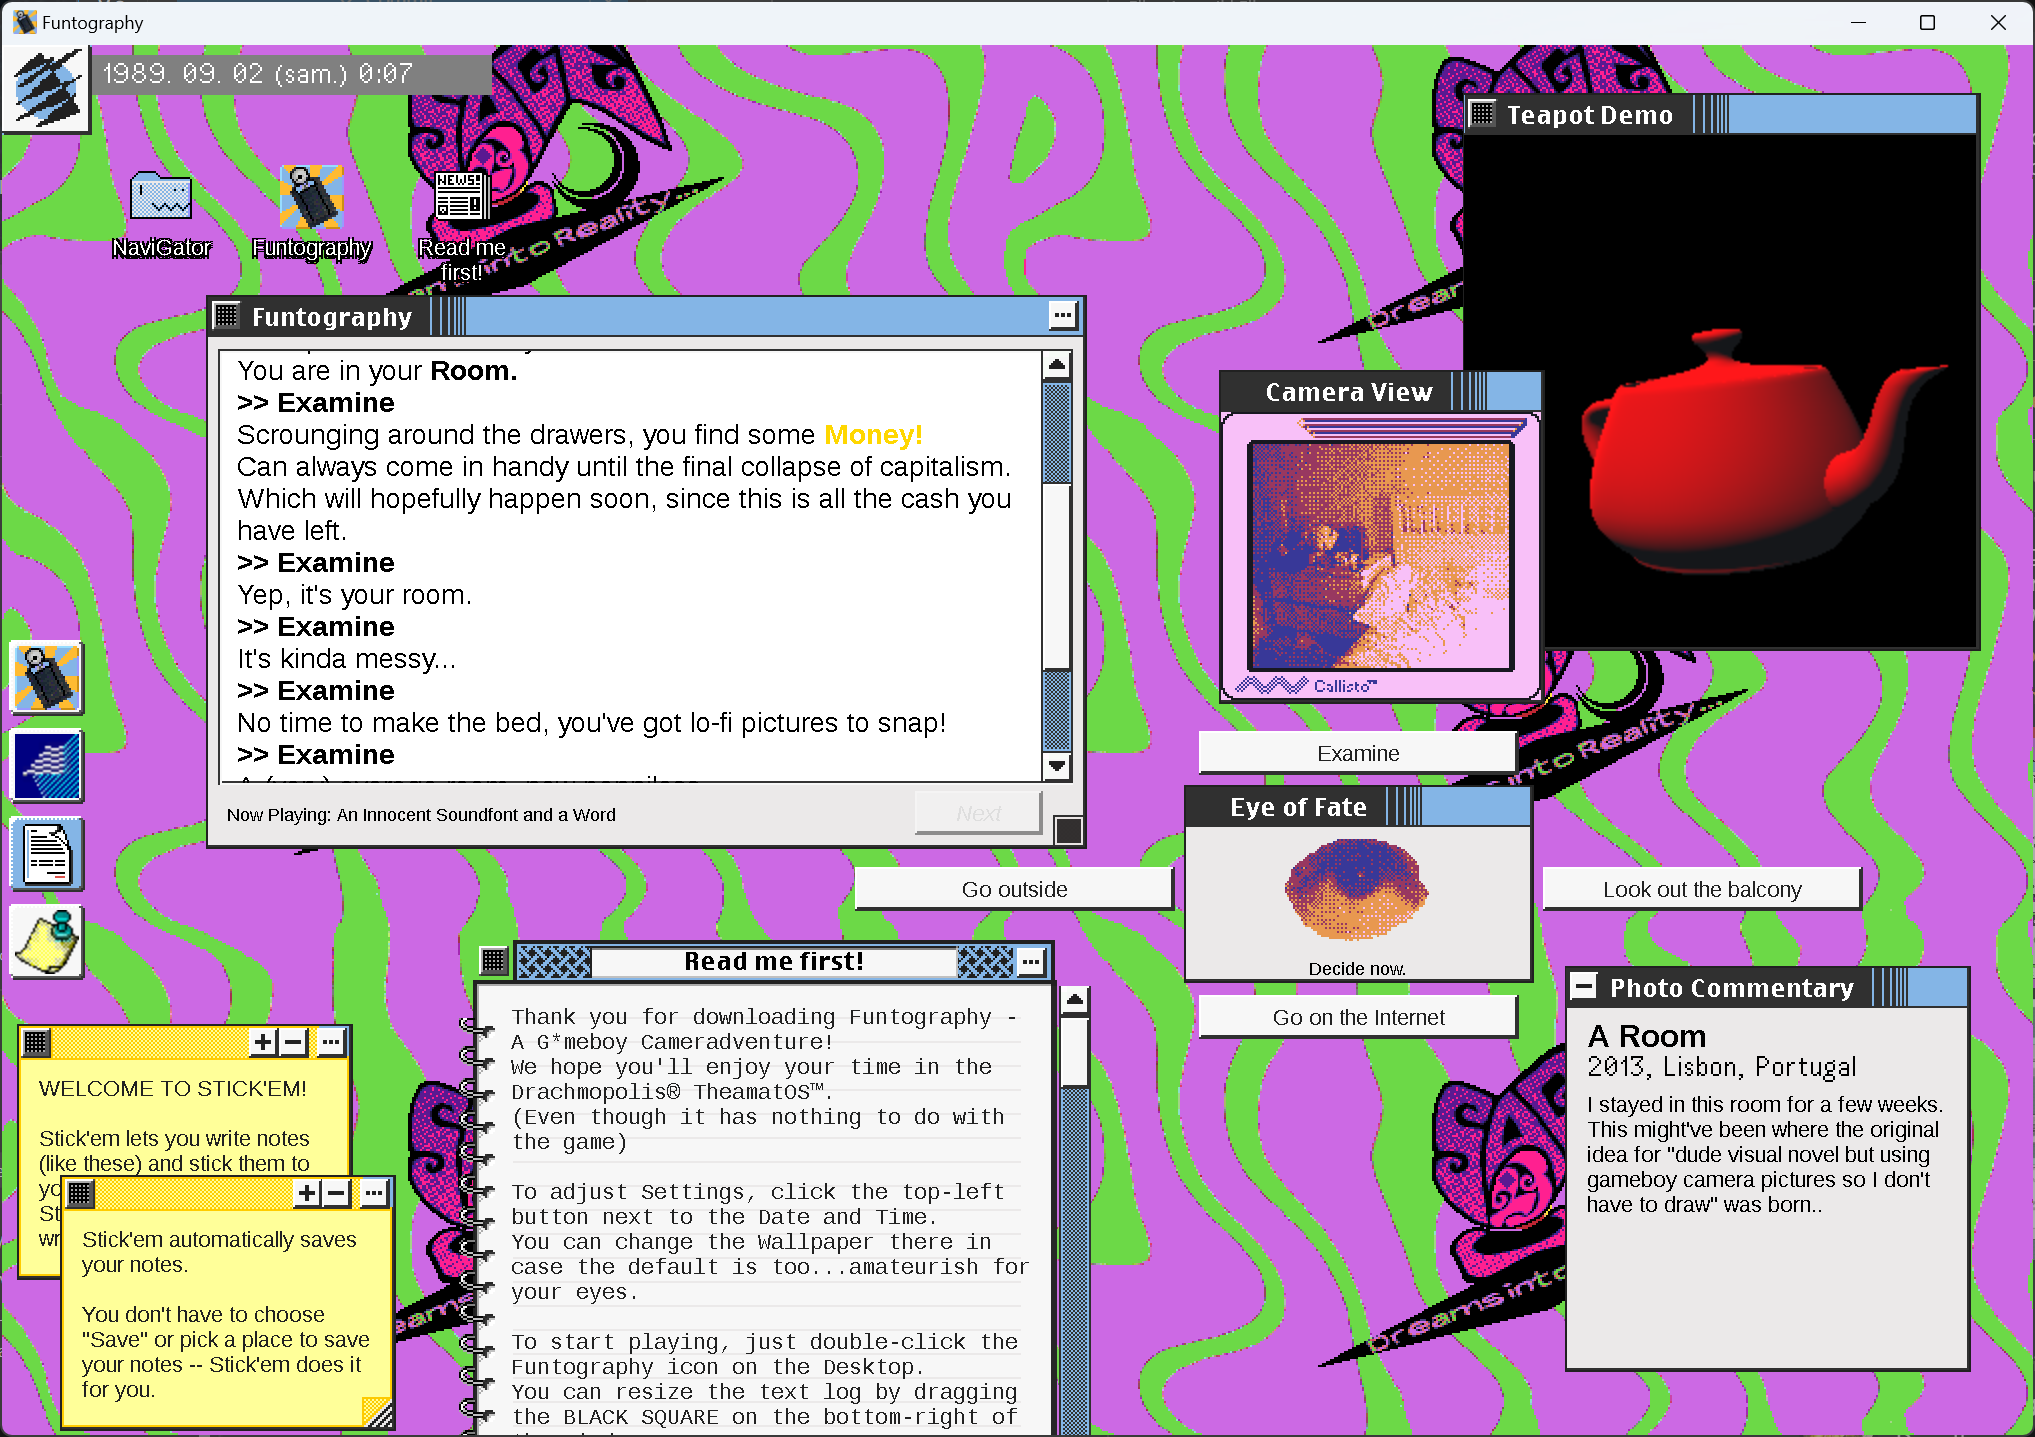 Funtography
1989. 09. 02 (sam.) 0:07
NaviGator
Funtography
NEWS!
Read me
first!
into Reality...
Teapot Demo
Funtography
You are in your Room.
>> Examine
Scrounging around the drawers, you find some Money!
Can always come in handy until the final collapse of capitalism.
Which will hopefully happen soon, since this is all the cash you
have left.
>> Examine
Yep, it's your room.
>> Examine
It's kinda messy...
>> Examine
No time to make the bed, you've got lo-fi pictures to snap!
>> Examine
Now Playing: An Innocent Soundfont and a Word
Next
Camera View
Callisto™
Examine
into Reality...
Eye of Fate
Decide now.
Go outside
Look out the balcony
Go on the Internet
Read me first!
Thank you for downloading Funtography -
A G*meboy Cameradventure!
We hope you'll enjoy your time in the
Drachmopolis® TheamatOS™.
(Even though it has nothing to do with
the game)
To adjust Settings, click the top-left
button next to the Date and Time.
You can change the Wallpaper there in
case the default is too...amateurish for
your eyes.
To start playing, just double-click the
Funtography icon on the Desktop.
You can resize the text log by dragging
the BLACK SQUARE on the bottom-right of
WELCOME TO STICK'EM!
Stick'em lets you write notes
(like these) and stick them to
Stick'em automatically saves
your notes.
You don't have to choose
"Save" or pick a place to save
your notes -- Stick'em does it
for you.
Photo Commentary
A Room
2013, Lisbon, Portugal
I stayed in this room for a few weeks.
This might've been where the original
idea for "dude visual novel but using
gameboy camera pictures so I don't
have to draw" was born..
Dreams into